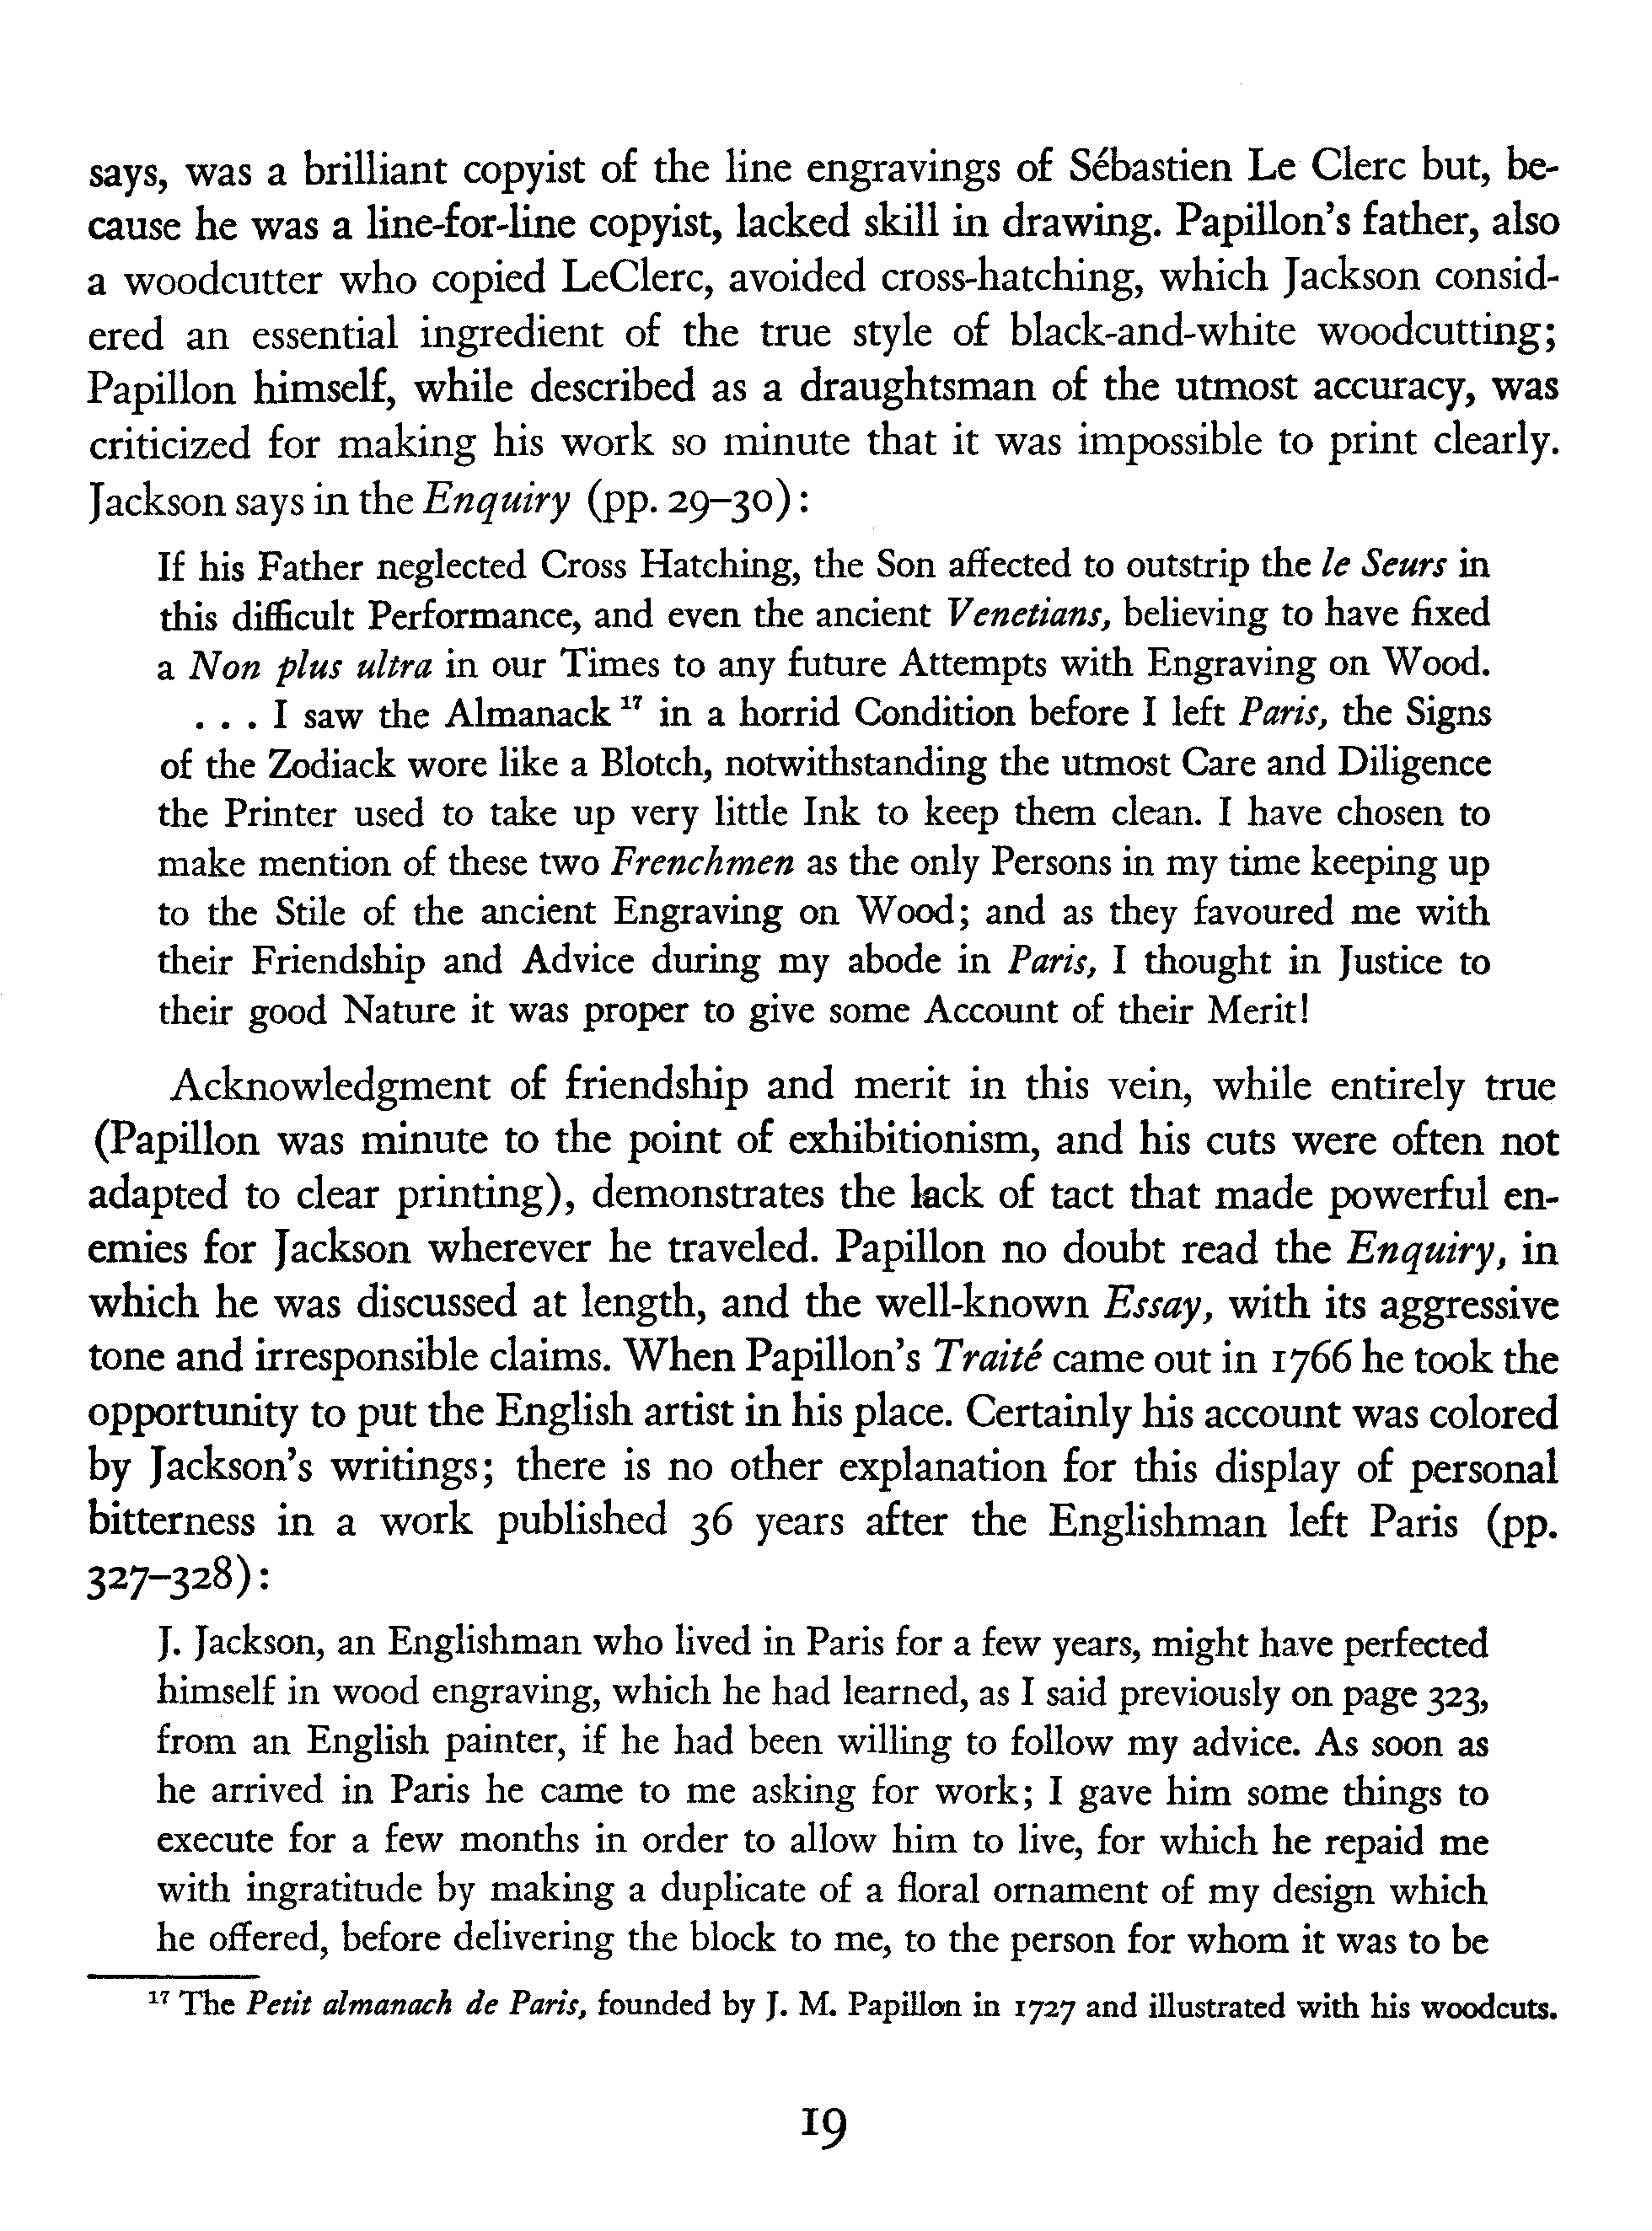 says, was a brilliant copyist of the line engravings of Sébastien Le Clerc but, be-
cause he was a line-for-line copyist, lacked skill in drawing. Papillon's father, also
a woodcutter who copied LeClerc, avoided cross-hatching, which Jackson consid-
ered an essential ingredient of the true style of black-and-white woodcutting;
Papillon himself, while described as a draughtsman of the utmost accuracy, was
criticized for making his work so minute that it was impossible to print clearly.
Jackson says in the Enquiry (pp. 29–30):
If his Father neglected Cross Hatching, the Son affected to outstrip the le Seurs in
this difficult Performance, and even the ancient Venetians, believing to have fixed
a Non plus ultra in our Times to any future Attempts with Engraving on Wood.
. . . I saw the Almanack 17 in a horrid Condition before I left Paris, the Signs
of the Zodiack wore like a Blotch, notwithstanding the utmost Care and Diligence
the Printer used to take up very little Ink to keep them clean. I have chosen to
make mention of these two Frenchmen as the only Persons in my time keeping up
to the Stile of the ancient Engraving on Wood; and as they favoured me with
their Friendship and Advice during my abode in Paris, I thought in Justice to
their good Nature it was proper to give some Account of their Merit!
Acknowledgment of friendship and merit in this vein, while entirely true
(Papillon was minute to the point of exhibitionism, and his cuts were often not
adapted to clear printing), demonstrates the lack of tact that made powerful en-
emies for Jackson wherever he traveled. Papillon no doubt read the Enquiry, in
which he was discussed at length, and the well-known Essay, with its aggressive
tone and irresponsible claims. When Papillon's Traité came out in 1766 he took the
opportunity to put the English artist in his place. Certainly his account was colored
by Jackson's writings; there is no other explanation for this display of personal
bitterness in a work published 36 years after the Englishman left Paris (pp.
327–328):
J. Jackson, an Englishman who lived in Paris for a few years, might have perfected
himself in wood engraving, which he had learned, as I said previously on page 323,
from an English painter, if he had been willing to follow my advice. As soon as
he arrived in Paris he came to me asking for work; I gave him some things to
execute for a few months in order to allow him to live, for which he repaid me
with ingratitude by making a duplicate of a floral ornament of my design which
he offered, before delivering the block to me, to the person for whom it was to be
17 The Petit almanach de Paris, founded by J. M. Papillon in 1727 and illustrated with his woodcuts.
19